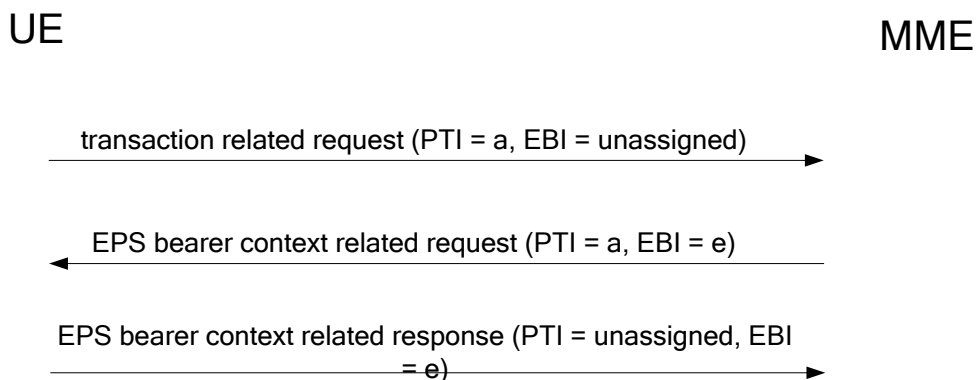 UE
MME
transaction related request (PTI = a, EBI = unassigned)
EPS bearer context related request (PTI = a, EBI = e)
EPS bearer context related response (PTI = unassigned, EBI
= e)